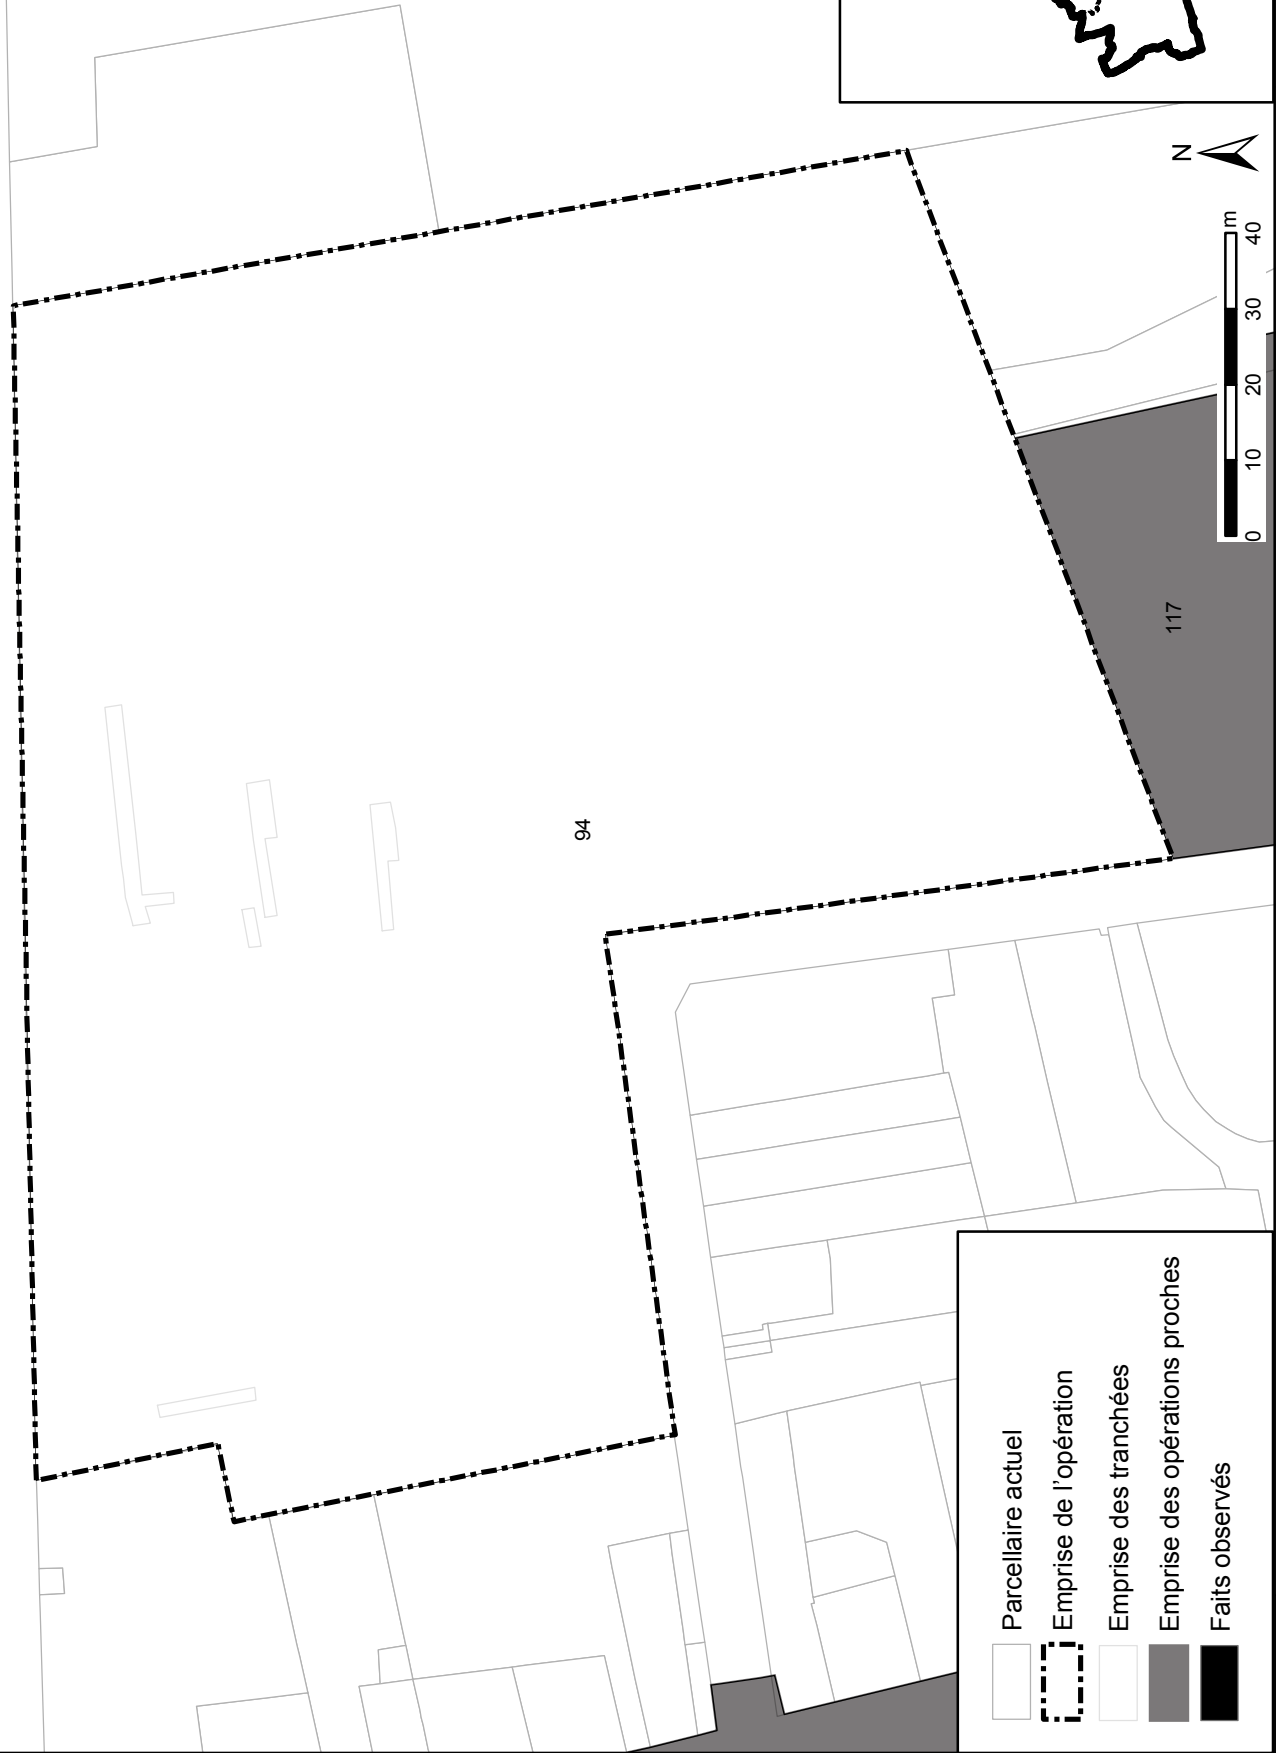 94
117
N
m
0 10 20 30 40
Parcellaire actuel
Emprise de l'opération
Emprise des tranchées
Emprise des opérations proches
Faits observés